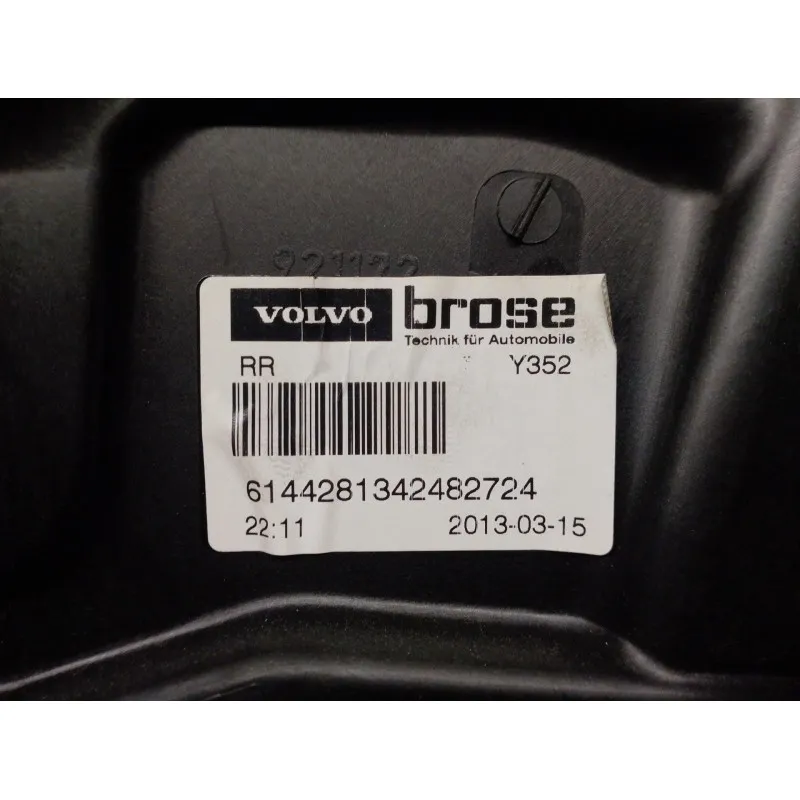 VOLVO brose
Technik für Automobile
RR Y352
6144281342482724
22:11 2013-03-15